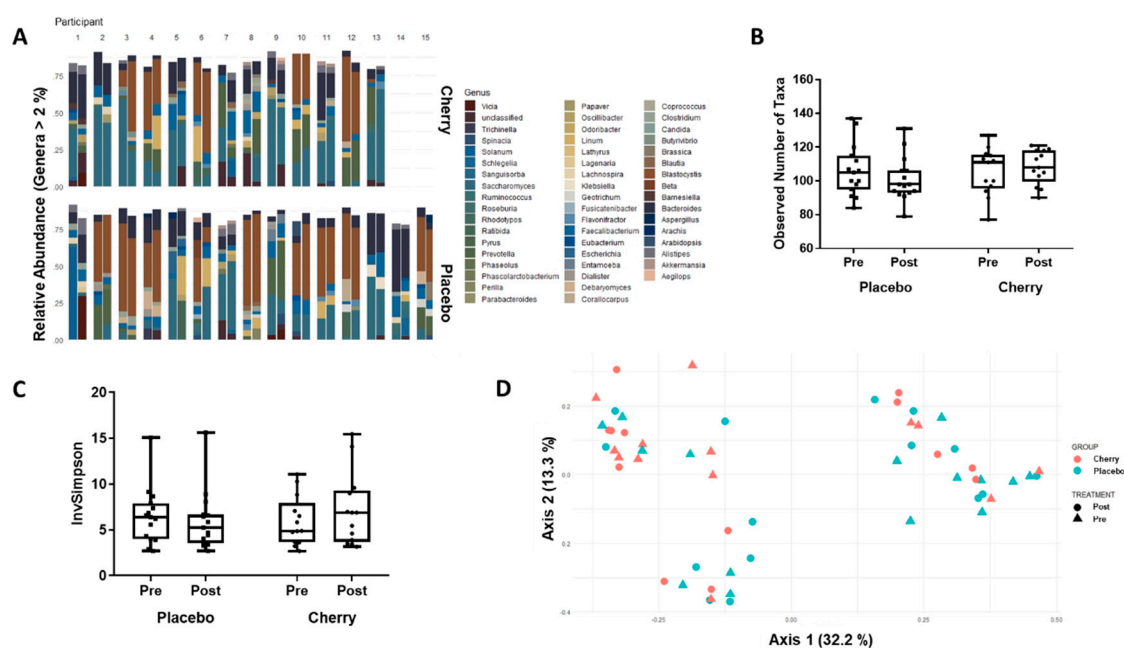 A
Participant
1 2 3 4 5 6 7 8 9 10 11 12 13 14 15
.75
.50
.25
.00
Cherry
.75
.50
.25
.00
Placebo
Relative Abundance (Genera > 2 %)
Genus
Vicia
unclassified
Trichinella
Spinacia
Solanum
Schlegelia
Sanguisorba
Saccharomyces
Ruminococcus
Roseburia
Rhodotypos
Ratibida
Pyrus
Prevotella
Phaseolus
Phascolarctobacterium
Perilla
Parabacteroides
Papaver
Oscillibacter
Odoribacter
Linum
Lathyrus
Lagenaria
Lachnospira
Klebsiella
Geotrichum
Fusicatenibacter
Flavonifractor
Faecalibacterium
Eubacterium
Escherichia
Entamoeba
Dialister
Debaryomyces
Corallocarpus
Coprococcus
Clostridium
Candida
Butyrivibrio
Brassica
Blautia
Blastocystis
Beta
Barnesiella
Bacteroides
Aspergillus
Arachis
Arabidopsis
Alistipes
Akkermansia
Aegilops
B
Observed Number of Taxa
160
140
120
100
80
60
Pre Post Pre Post
Placebo Cherry
C
InvSimpson
20
15
10
5
0
Pre Post Pre Post
Placebo Cherry
D
Axis 2 (13.3 %)
0.2
0.0
0.2
-0.4
-0.25 0.00 0.25 0.50
Axis 1 (32.2 %)
GROUP
Cherry
Placebo
TREATMENT
Post
Pre